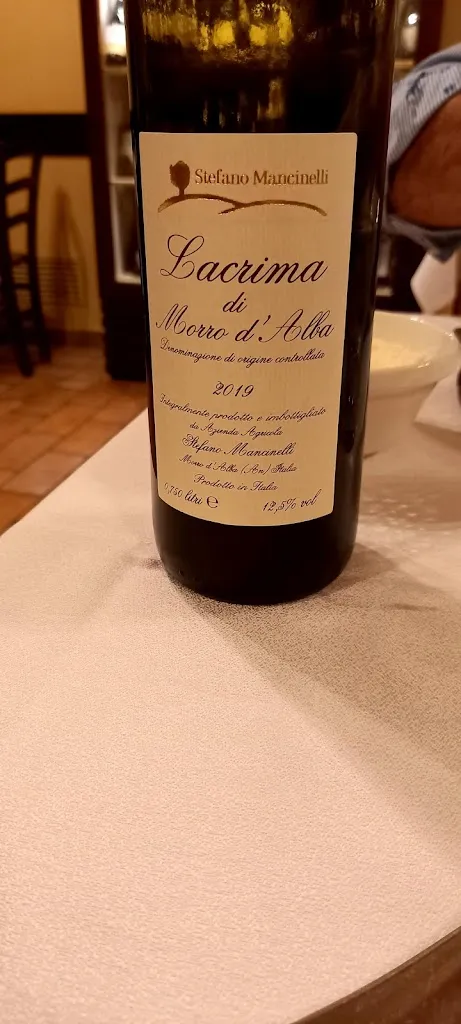 Stefano Mancinelli
Lacrima
di
Morro d'Alba
Denominazione di origine controllata
2019
Integralmente prodotto e imbottigliato
da Azienda Agricola
Stefano Mancinelli
Morro d'Alba (An) Italia
Prodotto in Italia
0,750 litri e 12,5% vol